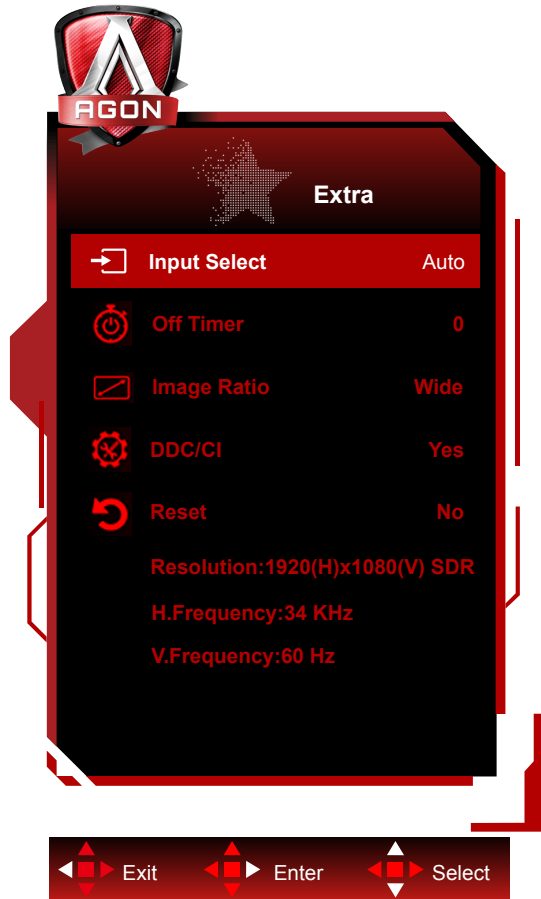 AGON
Extra
Input Select Auto
Off Timer 0
Image Ratio Wide
DDC/CI Yes
Reset No
Resolution:1920(H)x1080(V) SDR
H.Frequency:34 KHz
V.Frequency:60 Hz
Exit Enter Select